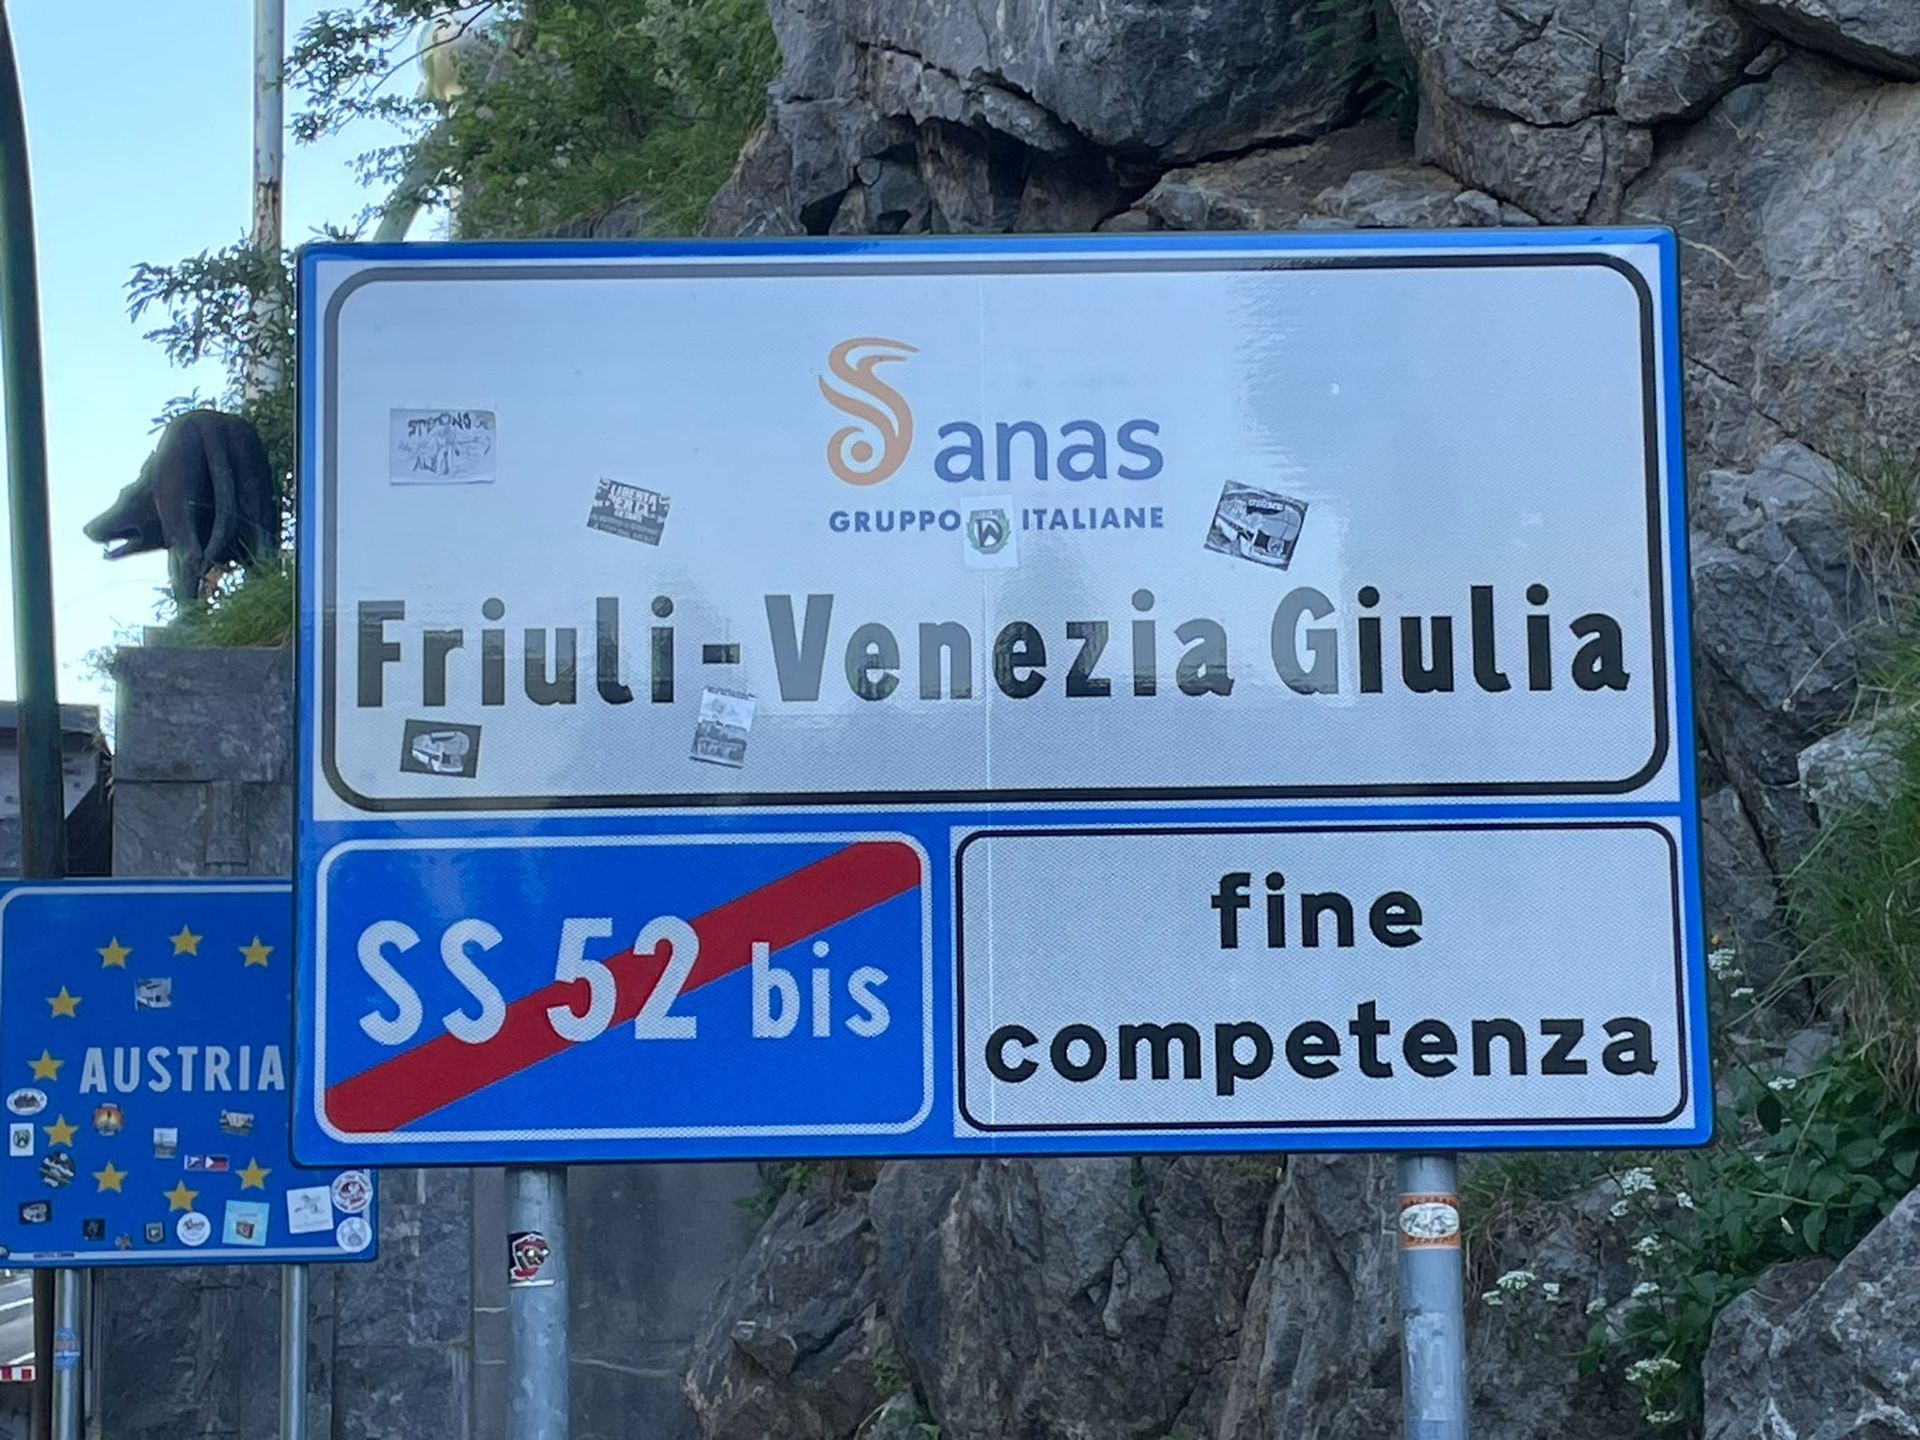 anas
GRUPPO ITALIANE
Friuli-Venezia Giulia
SS 52 bis
fine
competenza
AUSTRIA